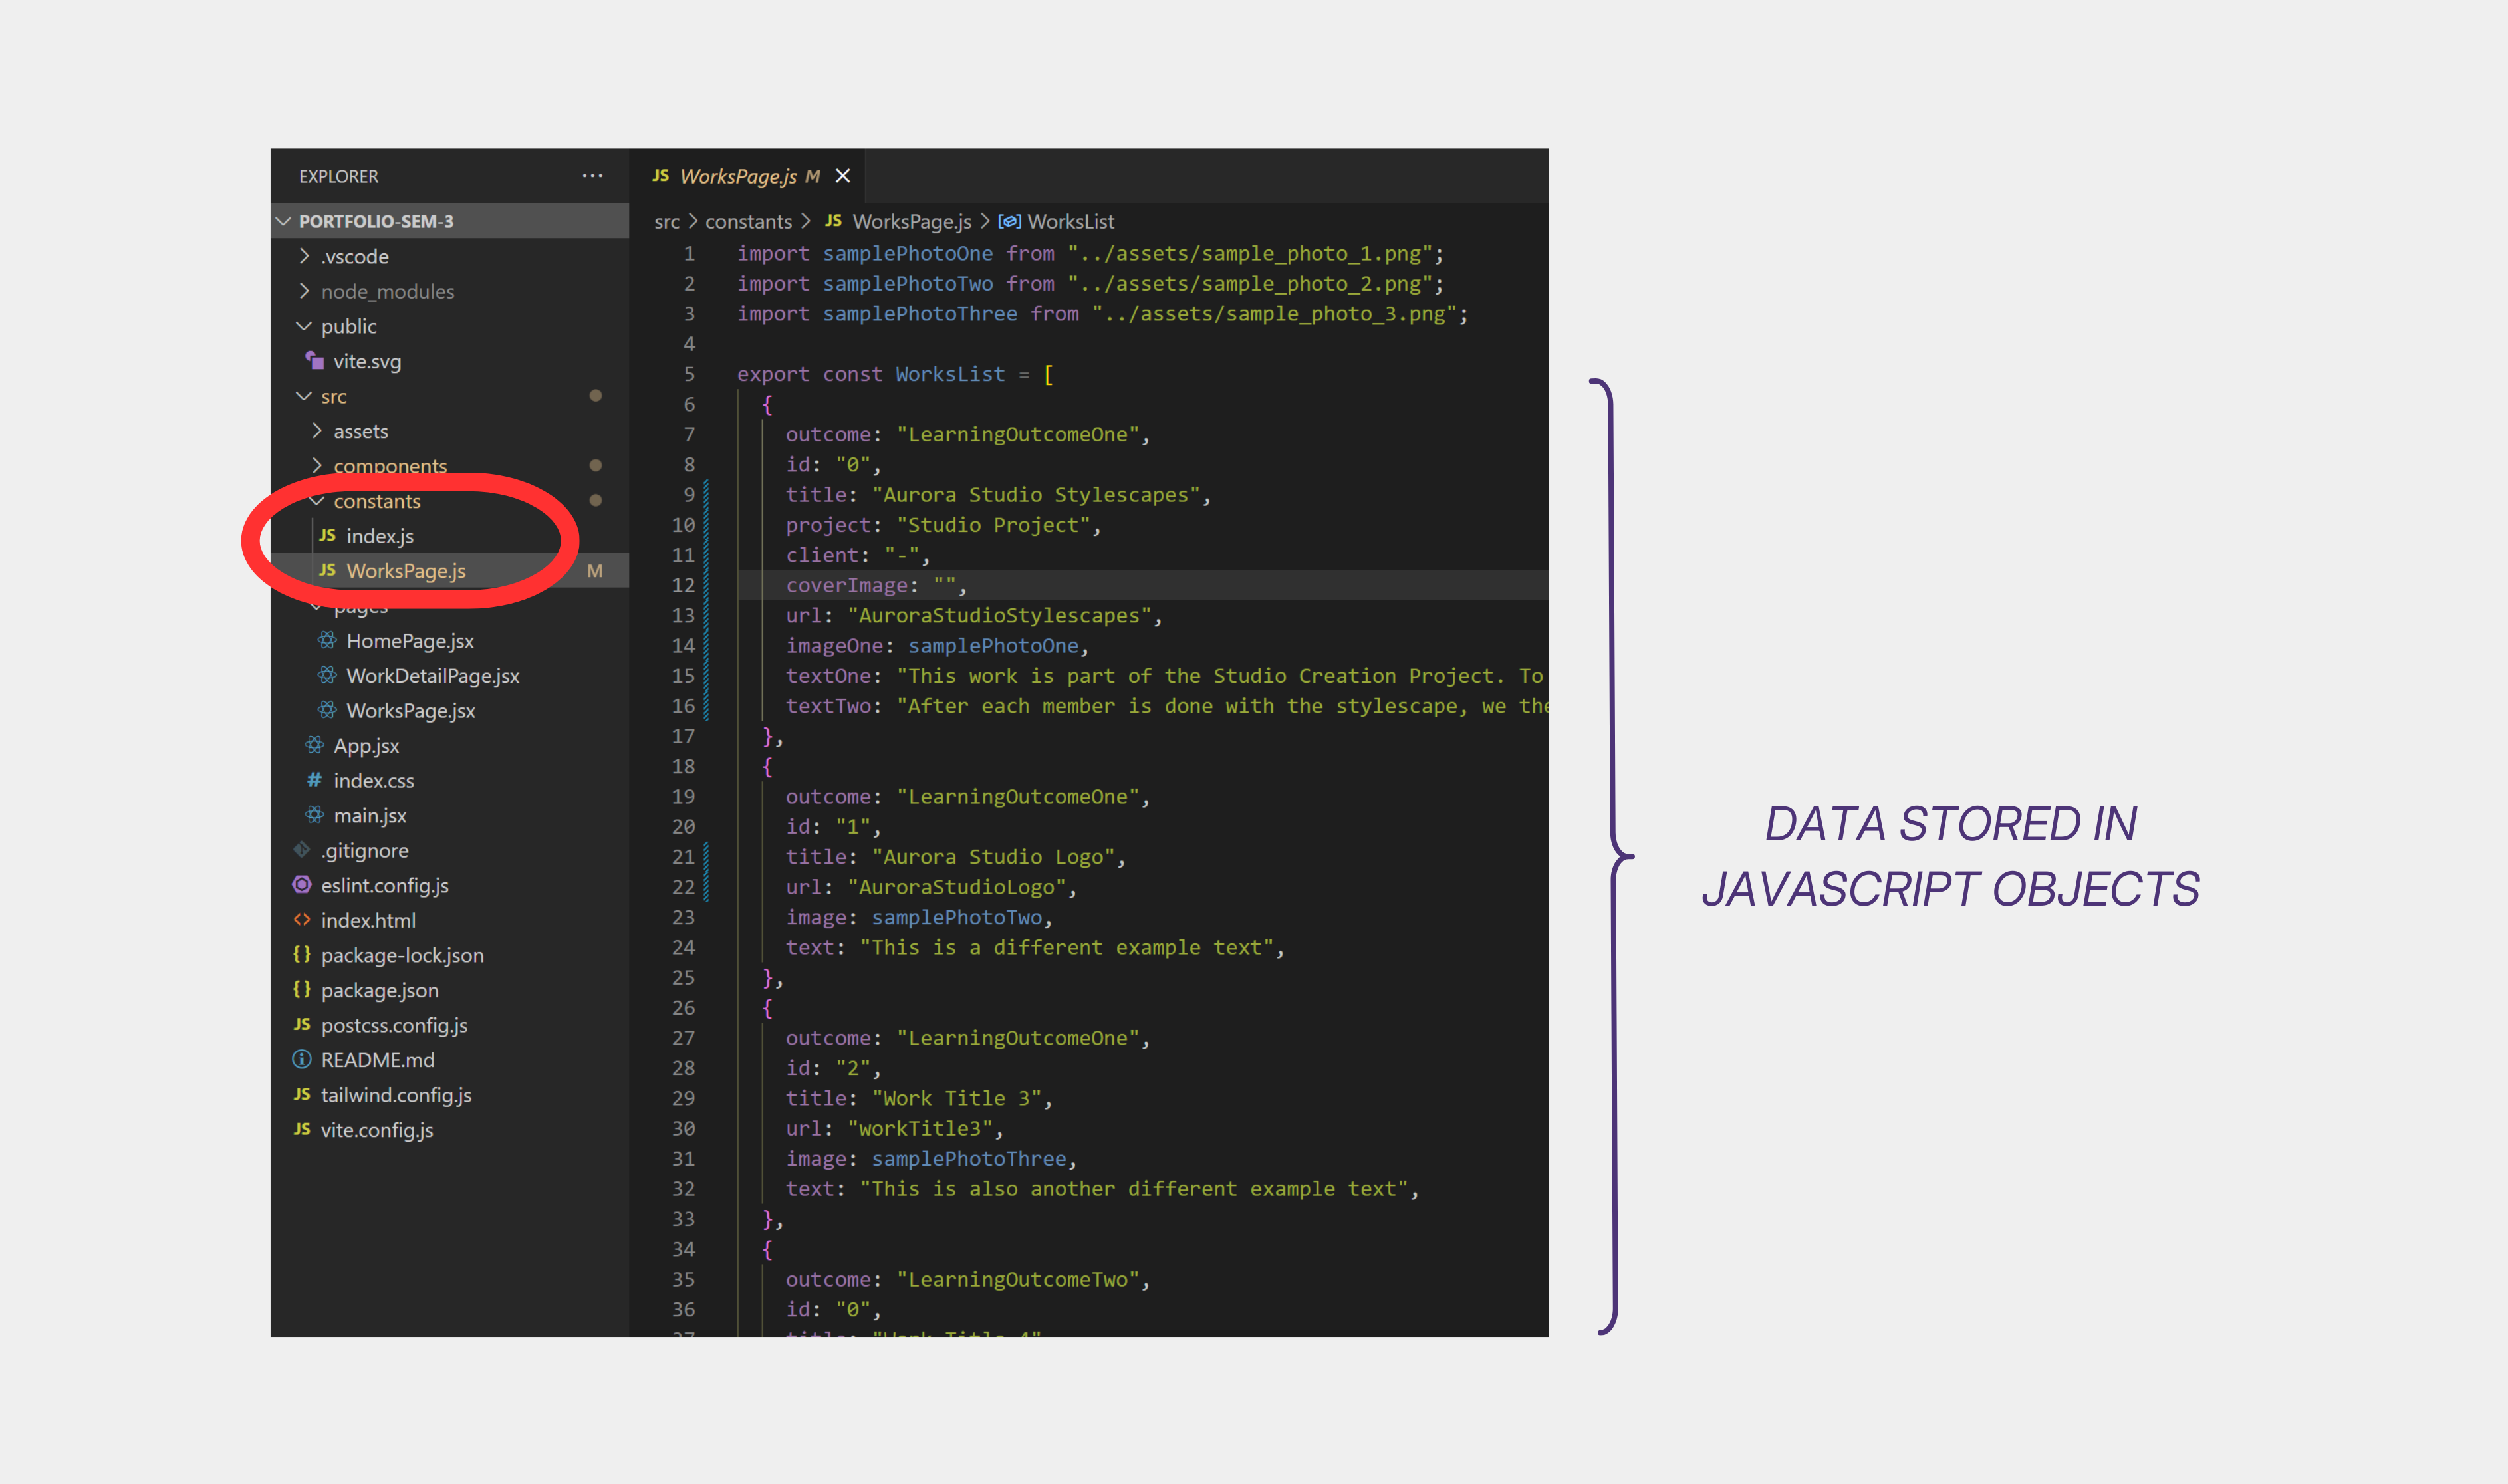 EXPLORER
PORTFOLIO-SEM-3
.vscode
node_modules
public
vite.svg
src
assets
components
constants
JS index.js
JS WorksPage.js M
pages
HomePage.jsx
WorkDetailPage.jsx
WorksPage.jsx
App.jsx
# index.css
main.jsx
.gitignore
eslint.config.js
<> index.html
{} package-lock.json
{} package.json
JS postcss.config.js
README.md
JS tailwind.config.js
JS vite.config.js
JS WorksPage.js M
src > constants > JS WorksPage.js > WorksList
1 import samplePhotoOne from "../assets/sample_photo_1.png";
2 import samplePhotoTwo from "../assets/sample_photo_2.png";
3 import samplePhotoThree from "../assets/sample_photo_3.png";
4
5 export const WorksList = [
6 {
7 outcome: "LearningOutcomeOne",
8 id: "0",
9 title: "Aurora Studio Stylescapes",
10 project: "Studio Project",
11 client: "-",
12 coverImage: "",
13 url: "AuroraStudioStylescapes",
14 imageOne: samplePhotoOne,
15 textOne: "This work is part of the Studio Creation Project. To
16 textTwo: "After each member is done with the stylescape, we the
17 },
18 {
19 outcome: "LearningOutcomeOne",
20 id: "1",
21 title: "Aurora Studio Logo",
22 url: "AuroraStudioLogo",
23 image: samplePhotoTwo,
24 text: "This is a different example text",
25 },
26 {
27 outcome: "LearningOutcomeOne",
28 id: "2",
29 title: "Work Title 3",
30 url: "workTitle3",
31 image: samplePhotoThree,
32 text: "This is also another different example text",
33 },
34 {
35 outcome: "LearningOutcomeTwo",
36 id: "0",
37 title: "Work Title 4"
DATA STORED IN
JAVASCRIPT OBJECTS